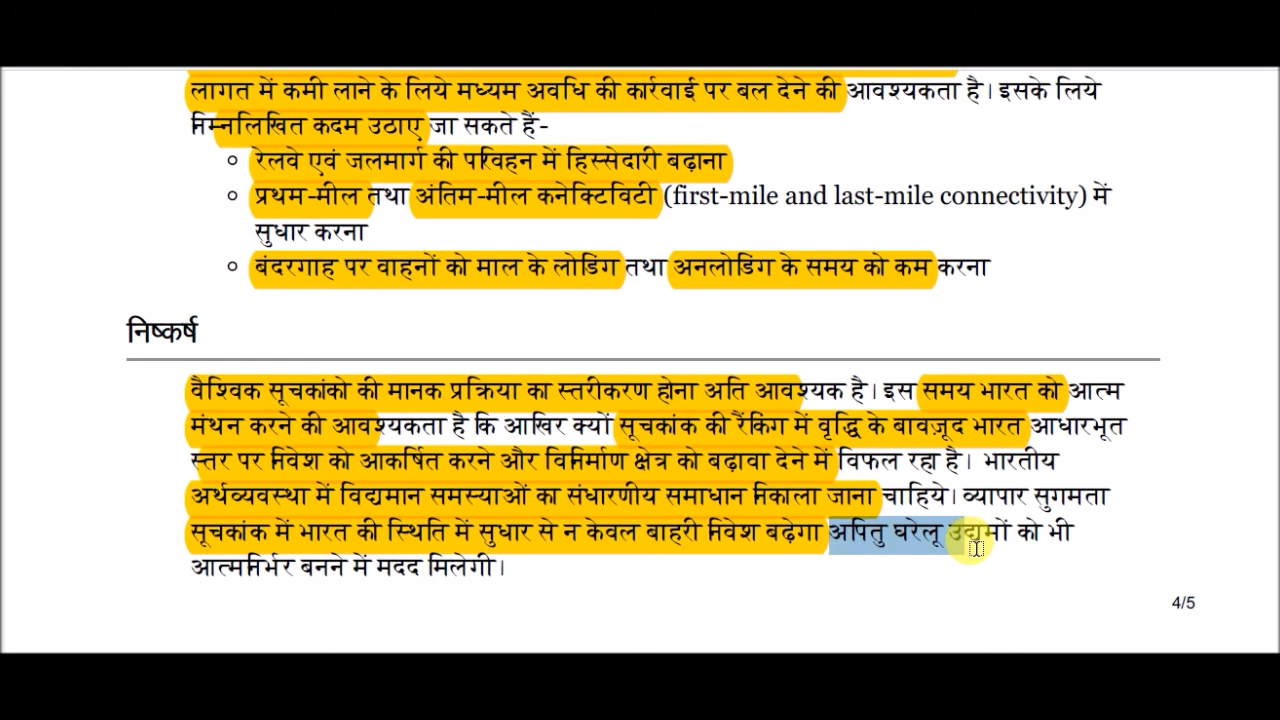 लागत में कमी लाने के लिये मध्यम अवधि की कार्रवाई पर बल देने की आवश्यकता है। इसके लिये
निम्नलिखित कदम उठाए जा सकते हैं-
० रेलवे एवं जलमार्ग की परिवहन में हिस्सेदारी बढ़ाना
० प्रथम-मील तथा अंतिम-मील कनेक्टिविटी (first-mile and last-mile connectivity) में
सुधार करना
० बंदरगाह पर वाहनों को माल के लोडिंग तथा अनलोडिंग के समय को कम करना
निष्कर्ष
वैश्विक सूचकांको की मानक प्रक्रिया का स्तरीकरण होना अति आवश्यक है। इस समय भारत को आत्म
मंथन करने की आवश्यकता है कि आखिर क्यों सूचकांक की रैंकिंग में वृद्धि के बावज़ूद भारत आधारभूत
स्तर पर निवेश को आकर्षित करने और विनिर्माण क्षेत्र को बढ़ावा देने में विफल रहा है। भारतीय
अर्थव्यवस्था में विद्यमान समस्याओं का संधारणीय समाधान निकाला जाना चाहिये। व्यापार सुगमता
सूचकांक में भारत की स्थिति में सुधार से न केवल बाहरी निवेश बढ़ेगा अपितु घरेलू उद्यमों को भी
आत्मनिर्भर बनने में मदद मिलेगी।
4/5